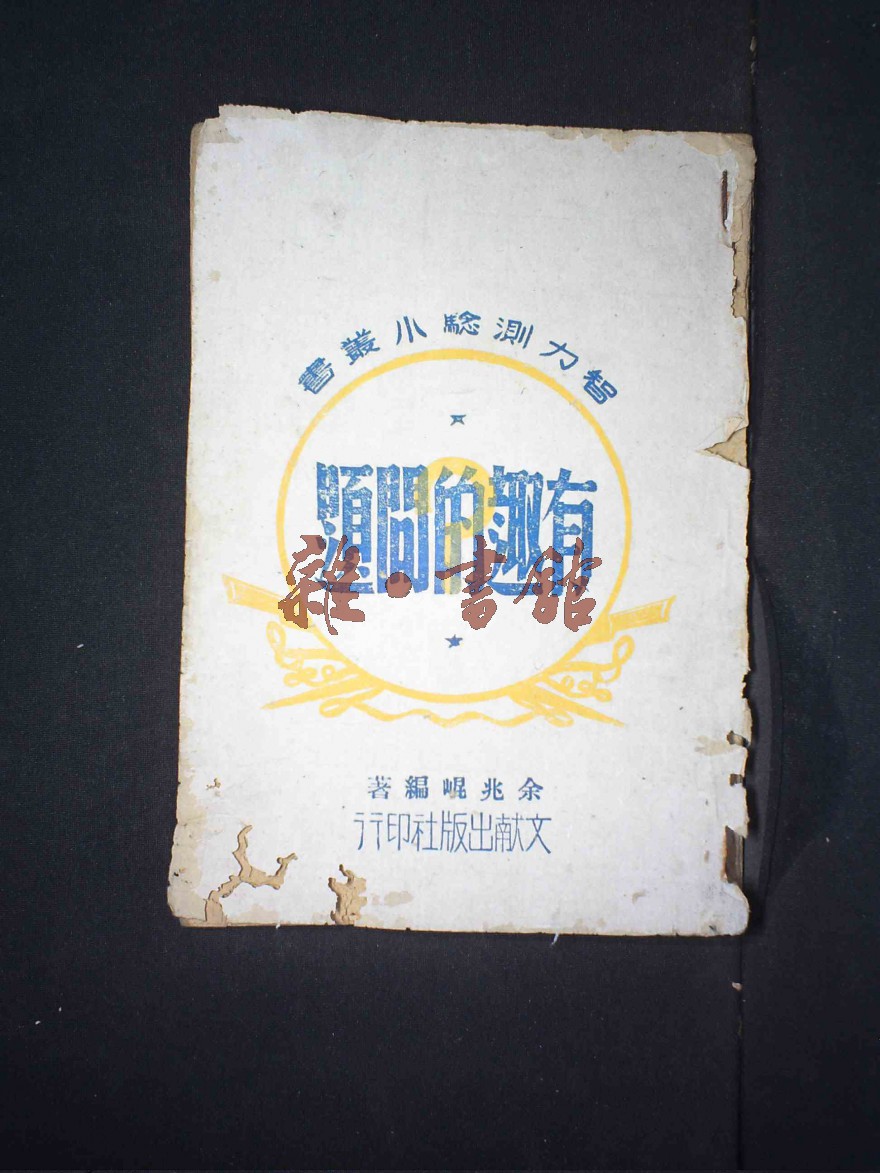 智力測驗小叢書
有趣的問題
雜·書館
余兆崐編著
文献出版社印行